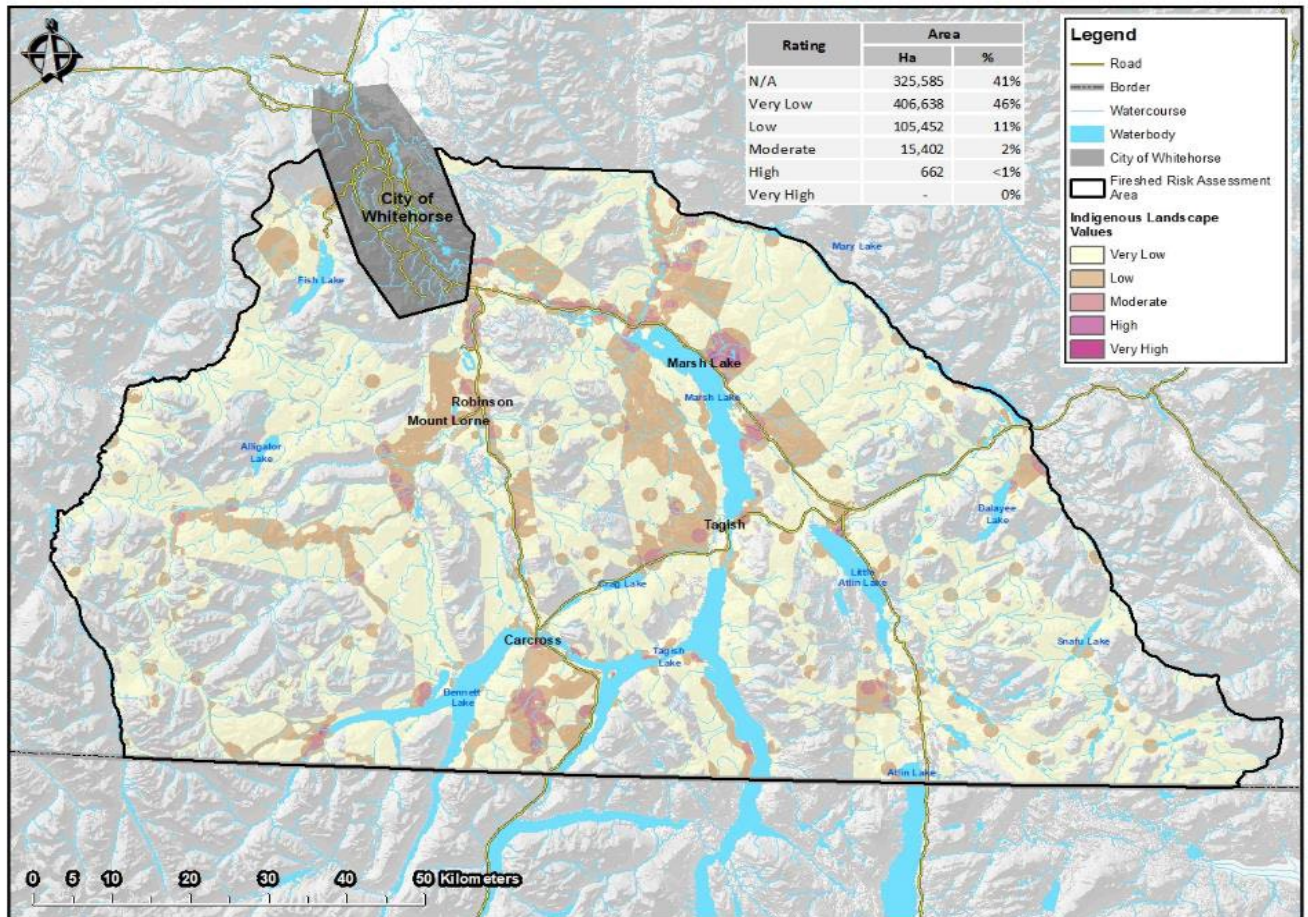 Rating Area
Ha %
N/A 325,585 41%
Very Low 406,638 46%
Low 105,452 11%
Moderate 15,402 2%
High 662 <1%
Very High - 0%
Legend
Road
Border
Watercourse
Waterbody
City of Whitehorse
Fireshed Risk Assessment
Area
Indigenous Landscape
Values
Very Low
Low
Moderate
High
Very High
City of
Whitehorse
Mary Lake
Fish Lake
Marsh Lake
Marsh Lake
Robinson
Mount Lorne
Alligator
Lake
Tagish
Dalayee
Lake
Little
Atlin Lake
Crag Lake
Carcross
Snafu Lake
Tagish
Lake
Bennett
Lake
Atlin Lake
0 5 10 20 30 40 50 Kilometers